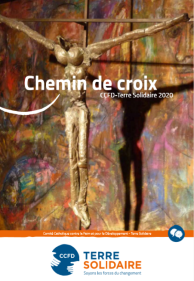 Chemin de croix
CCFD-Terre Solidaire 2020
Comité Catholique contre la Faim et pour le Développement - Terre Solidaire
CCFD
TERRE
SOLIDAIRE
Soyons les forces du changement